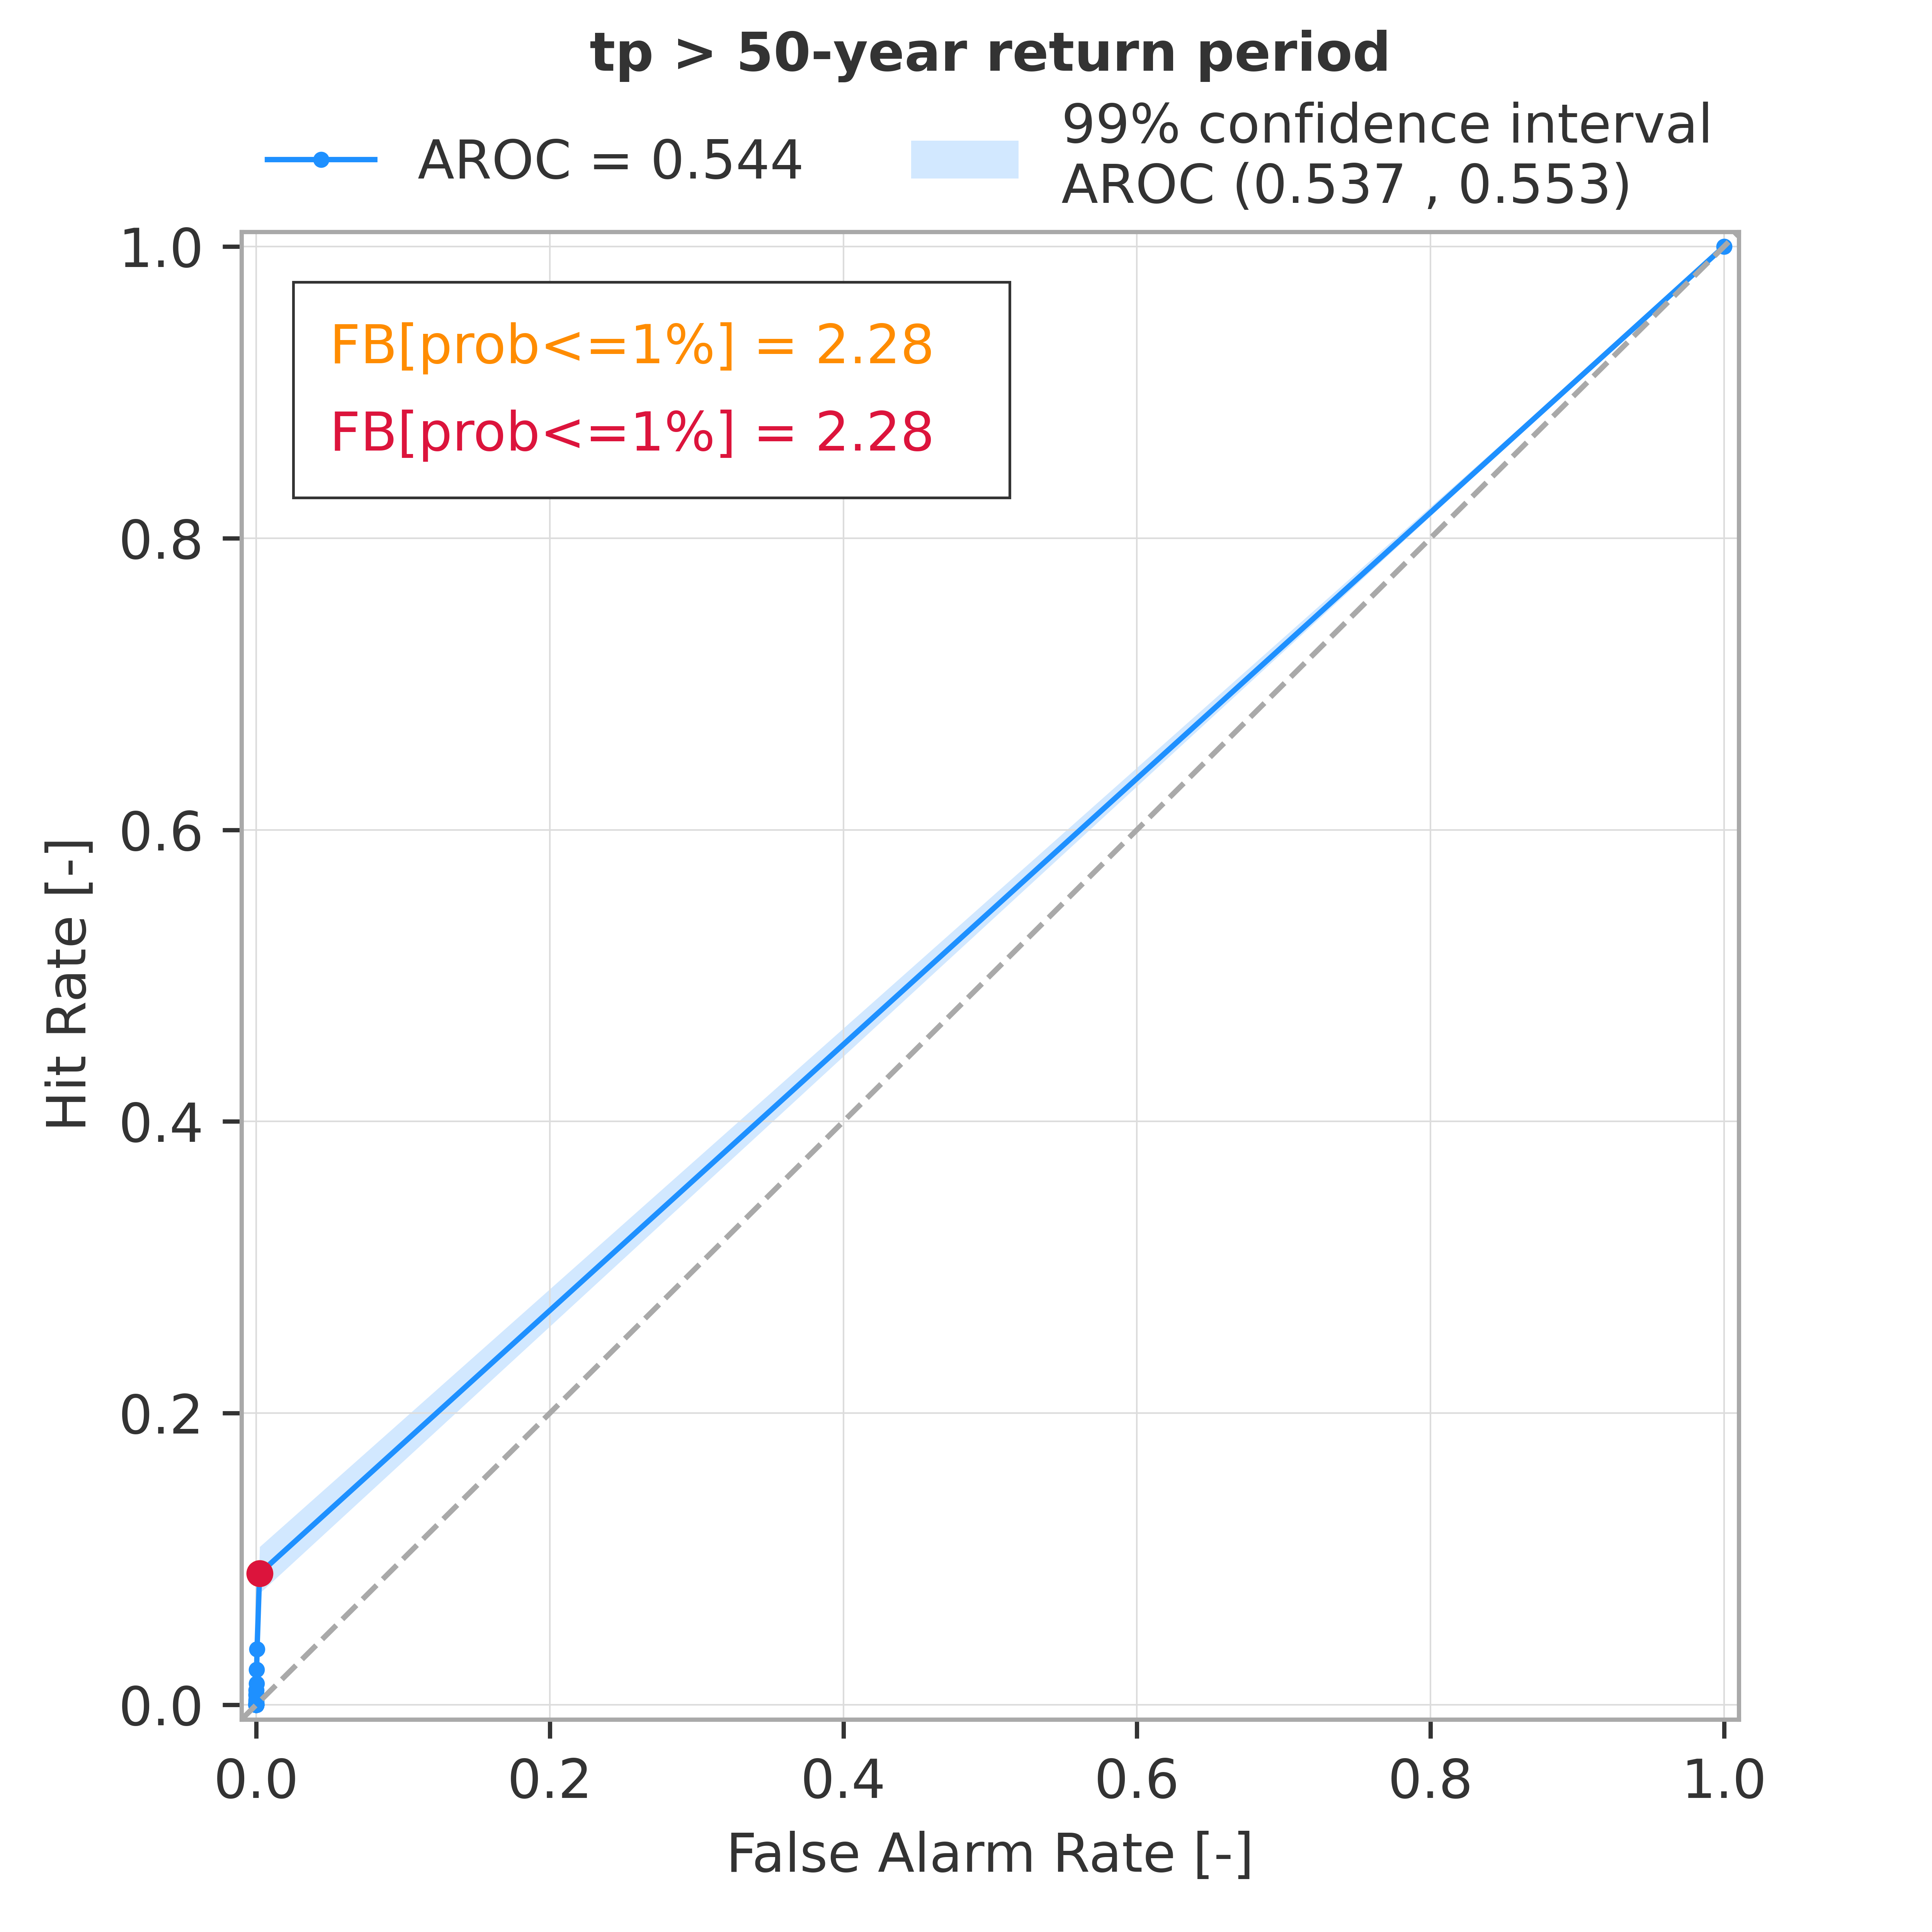 tp > 50-year return period
AROC = 0.544
99% confidence interval
AROC (0.537 , 0.553)
1.0
FB[prob<=1%] = 2.28
FB[prob<=1%] = 2.28
0.8
0.6
Hit Rate [-]
0.4
0.2
0.0
0.0 0.2 0.4 0.6 0.8 1.0
False Alarm Rate [-]